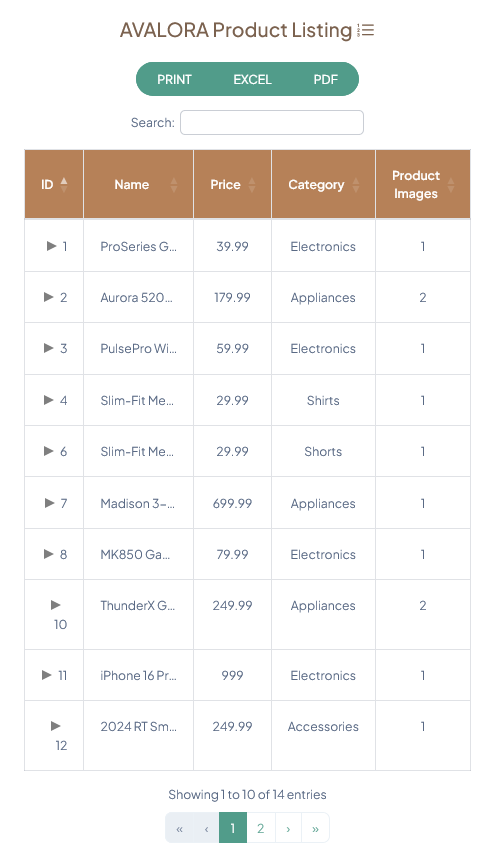 AVALORA Product Listing
PRINT EXCEL PDF
Search:
ID Name Price Category Product Images
1 ProSeries G... 39.99 Electronics 1
2 Aurora 520... 179.99 Appliances 2
3 PulsePro Wi... 59.99 Electronics 1
4 Slim-Fit Me... 29.99 Shirts 1
6 Slim-Fit Me... 29.99 Shorts 1
7 Madison 3-... 699.99 Appliances 1
8 MK850 Ga... 79.99 Electronics 1
10 ThunderX G... 249.99 Appliances 2
11 iPhone 16 Pr... 999 Electronics 1
12 2024 RT Sm... 249.99 Accessories 1
Showing 1 to 10 of 14 entries
« ‹ 1 2 › »